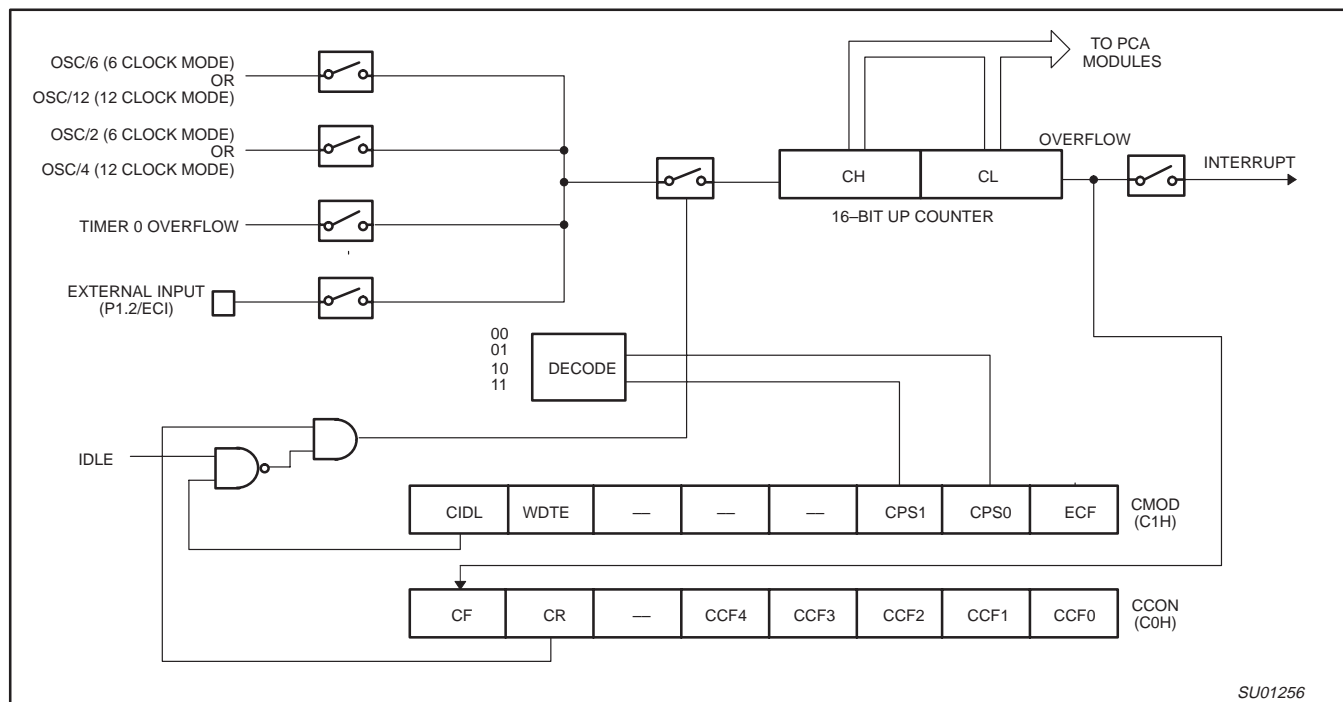 OSC/6 (6 CLOCK MODE)
OR
OSC/12 (12 CLOCK MODE)
OSC/2 (6 CLOCK MODE)
OR
OSC/4 (12 CLOCK MODE)
TIMER 0 OVERFLOW
EXTERNAL INPUT
(P1.2/ECI)
TO PCA
MODULES
OVERFLOW
INTERRUPT
CH
CL
16–BIT UP COUNTER
00
01
10
11
DECODE
IDLE
CIDL WDTE –– –– –– CPS1 CPS0 ECF
CMOD
(C1H)
CF CR –– CCF4 CCF3 CCF2 CCF1 CCF0
CCON
(C0H)
SU01256